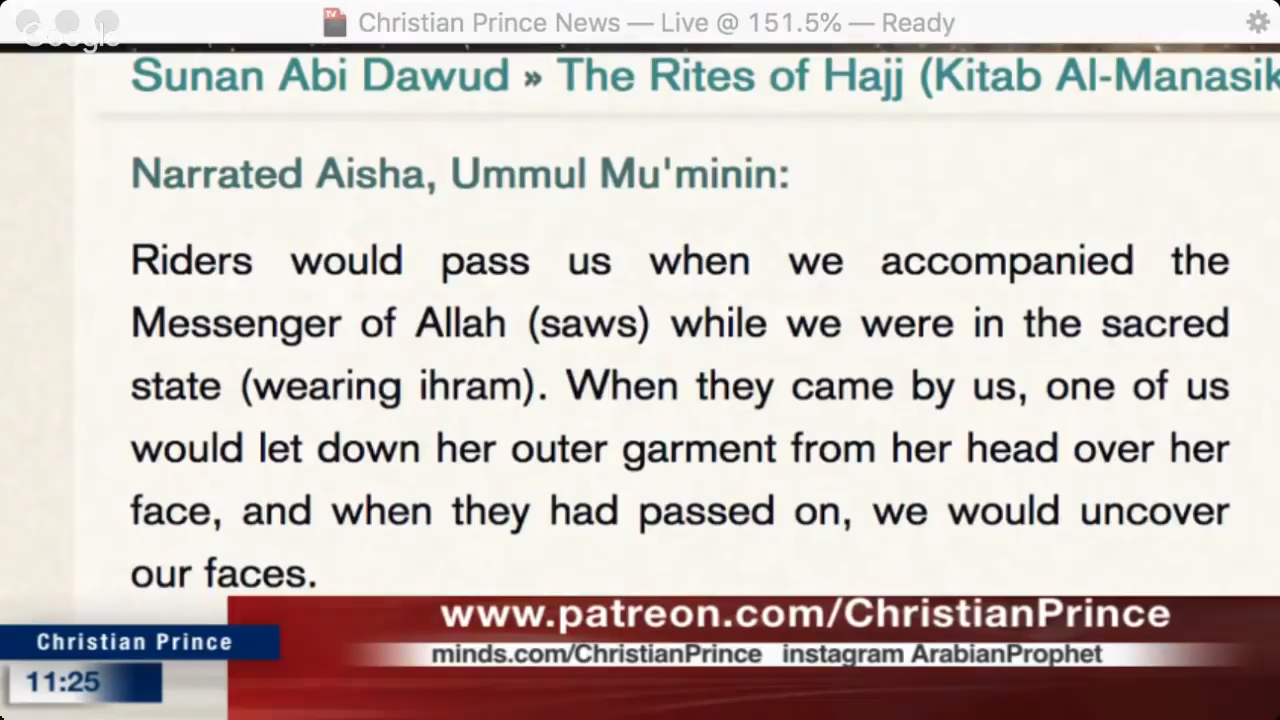 Christian Prince News — Live @ 151.5% — Ready
Google
Sunan Abi Dawud » The Rites of Hajj (Kitab Al-Manasik
Narrated Aisha, Ummul Mu'minin:
Riders would pass us when we accompanied the
Messenger of Allah (saws) while we were in the sacred
state (wearing ihram). When they came by us, one of us
would let down her outer garment from her head over her
face, and when they had passed on, we would uncover
our faces.
www.patreon.com/ChristianPrince
Christian Prince
minds.com/ChristianPrince instagram ArabianProphet
11:25